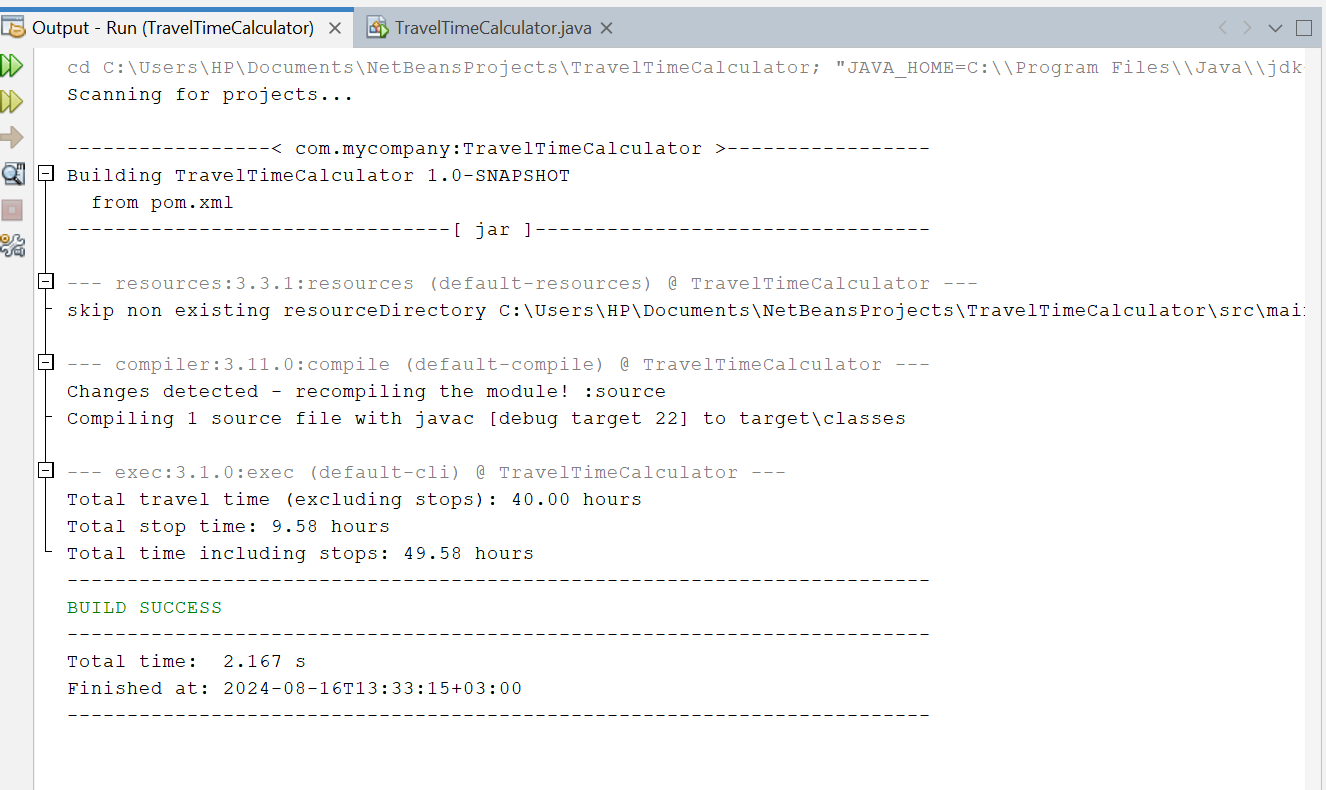 Output - Run (TravelTimeCalculator) TravelTimeCalculator.java
cd C:\Users\HP\Documents\NetBeansProjects\TravelTimeCalculator; "JAVA_HOME=C:\\Program Files\\Java\\jdk-
Scanning for projects...
-----------------< com.mycompany:TravelTimeCalculator >-----------------
Building TravelTimeCalculator 1.0-SNAPSHOT
  from pom.xml
--------------------------------[ jar ]---------------------------------
--- resources:3.3.1:resources (default-resources) @ TravelTimeCalculator ---
skip non existing resourceDirectory C:\Users\HP\Documents\NetBeansProjects\TravelTimeCalculator\src\main
--- compiler:3.11.0:compile (default-compile) @ TravelTimeCalculator ---
Changes detected - recompiling the module! :source
Compiling 1 source file with javac [debug target 22] to target\classes
--- exec:3.1.0:exec (default-cli) @ TravelTimeCalculator ---
Total travel time (excluding stops): 40.00 hours
Total stop time: 9.58 hours
Total time including stops: 49.58 hours
------------------------------------------------------------------------
BUILD SUCCESS
------------------------------------------------------------------------
Total time:  2.167 s
Finished at: 2024-08-16T13:33:15+03:00
------------------------------------------------------------------------